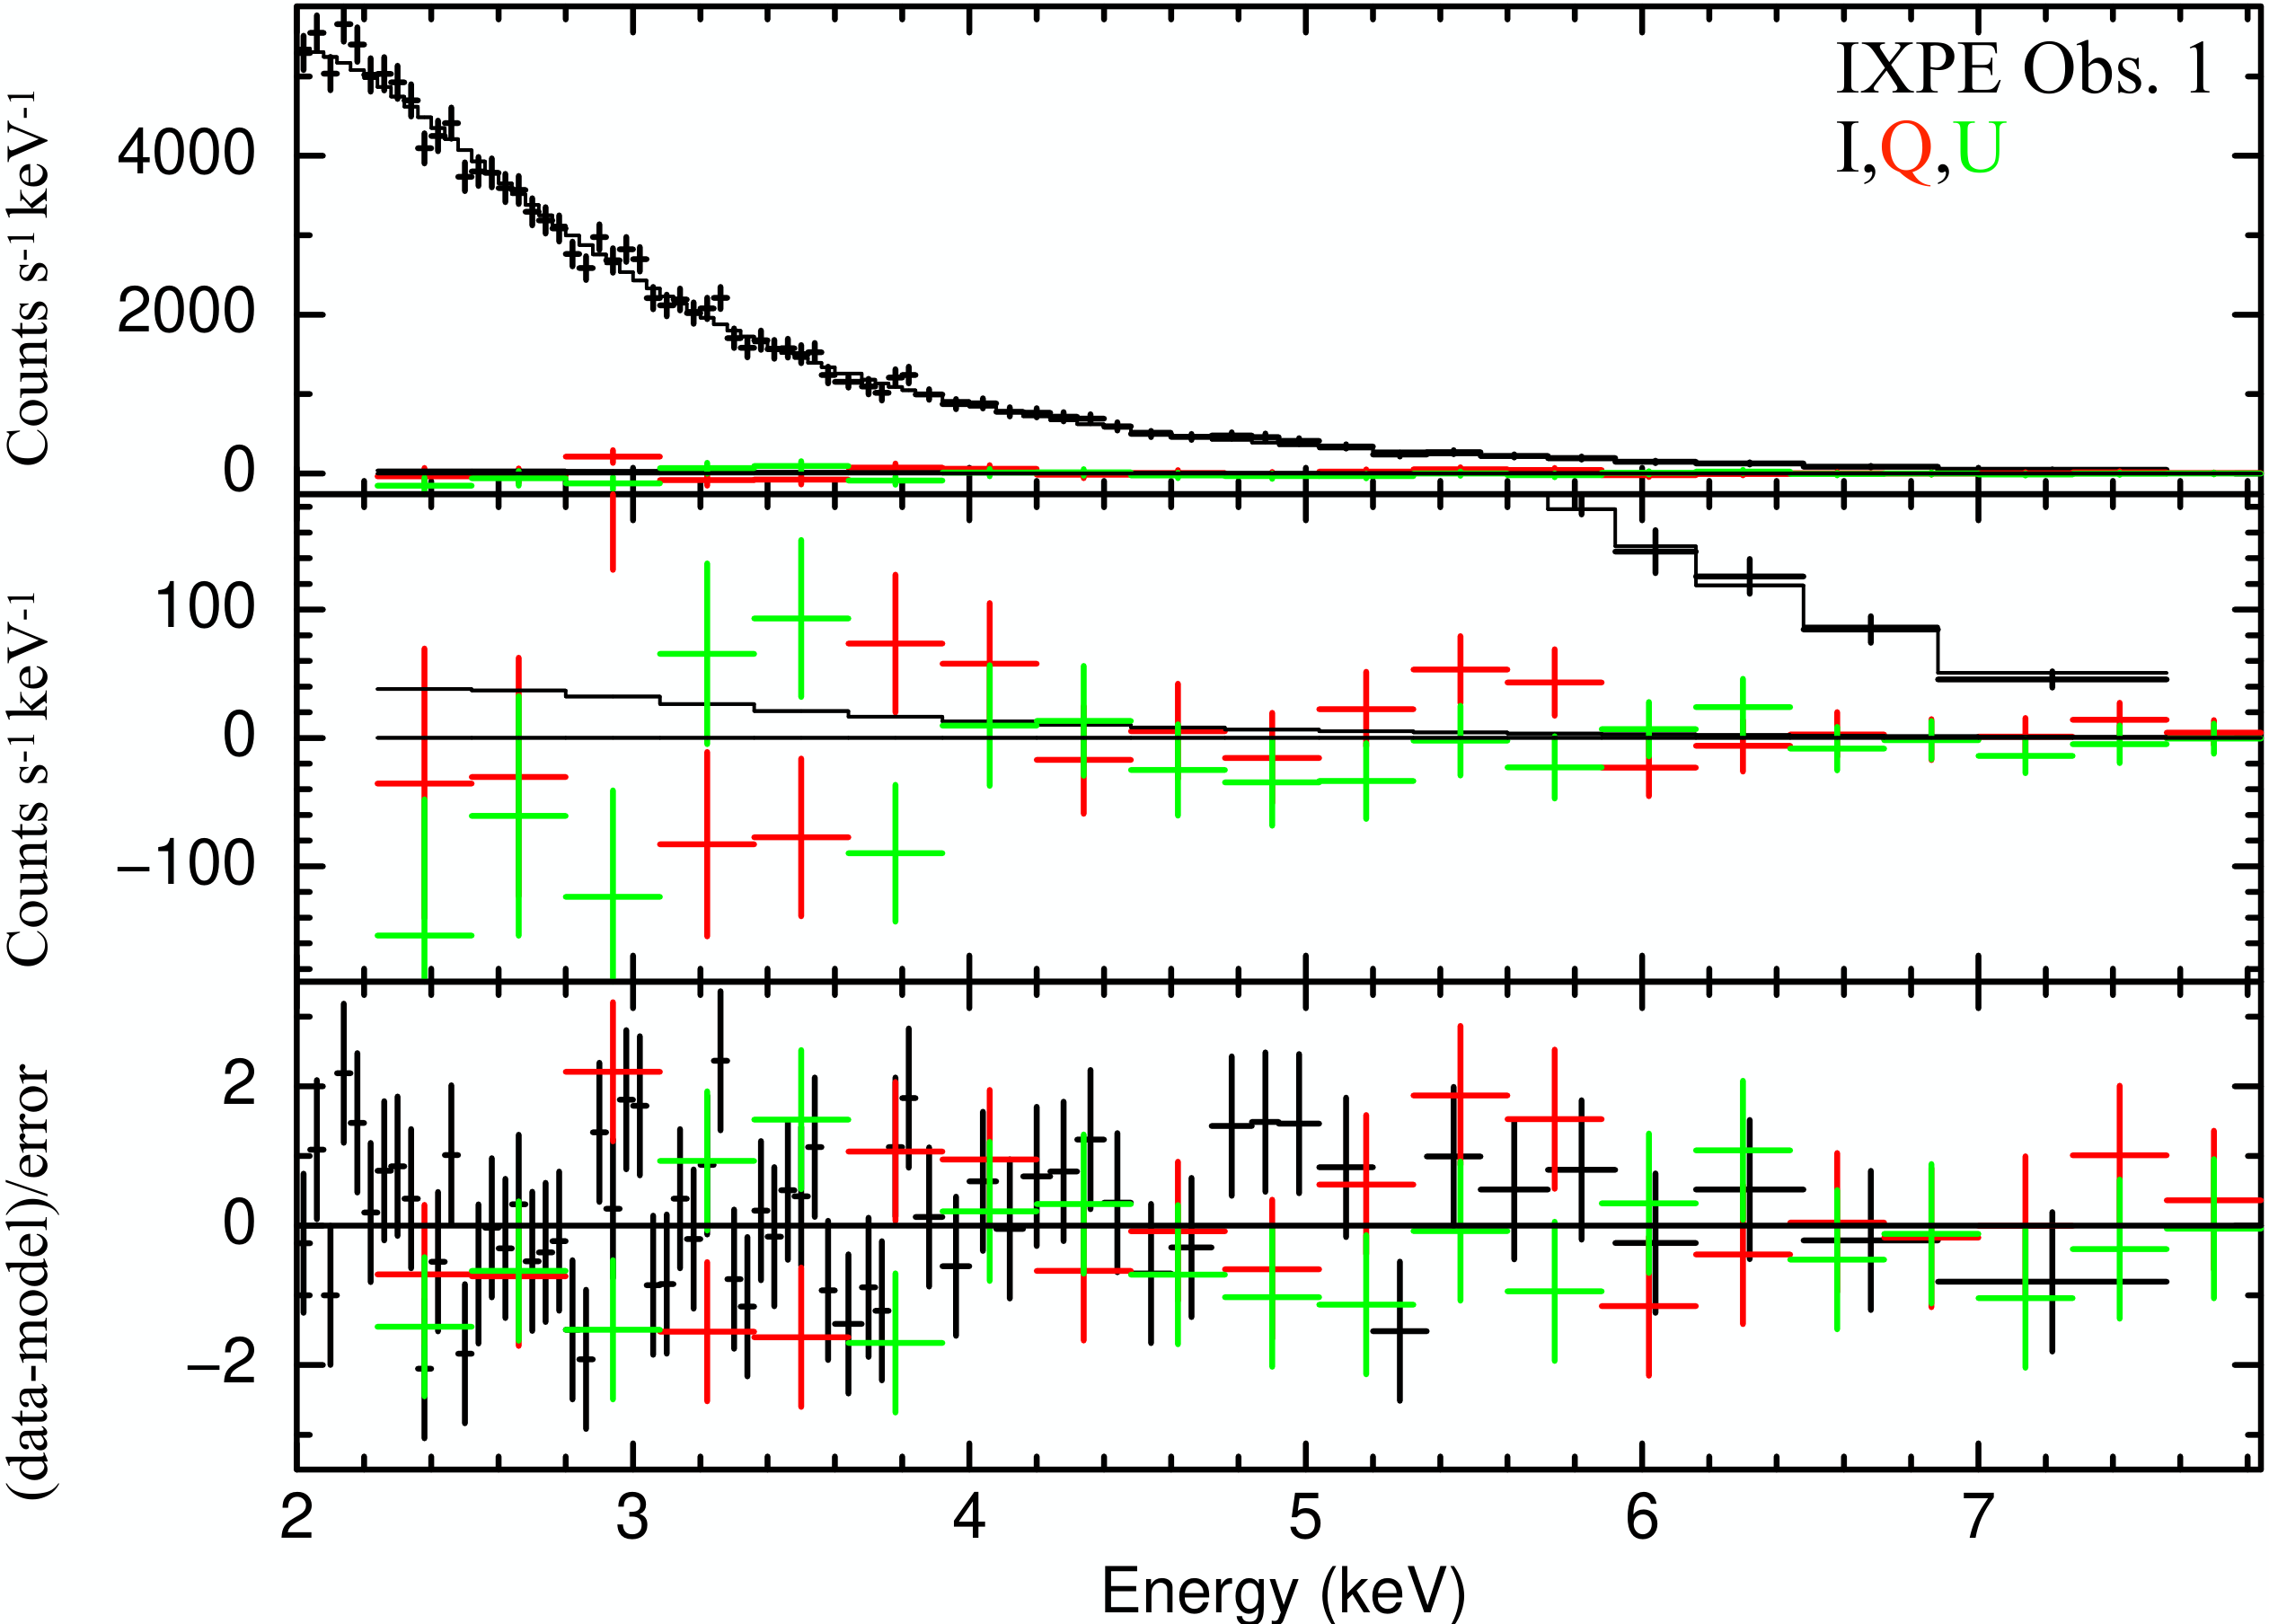 IXPE Obs. 1
I,Q,U
Counts s-1 keV-1
4000
2000
0
Counts s-1 keV-1
100
0
−100
(data-model)/error
2
0
−2
2 3 4 5 6 7
Energy (keV)